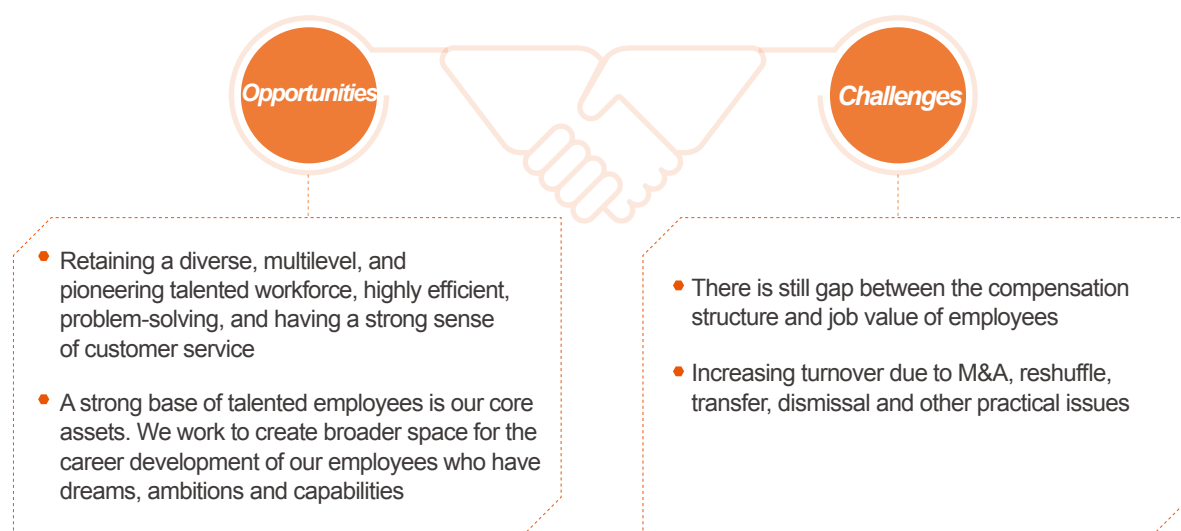 Opportunities
Challenges
Retaining a diverse, multilevel, and
pioneering talented workforce, highly efficient,
problem-solving, and having a strong sense
of customer service
A strong base of talented employees is our core
assets. We work to create broader space for the
career development of our employees who have
dreams, ambitions and capabilities
There is still gap between the compensation
structure and job value of employees
Increasing turnover due to M&A, reshuffle,
transfer, dismissal and other practical issues